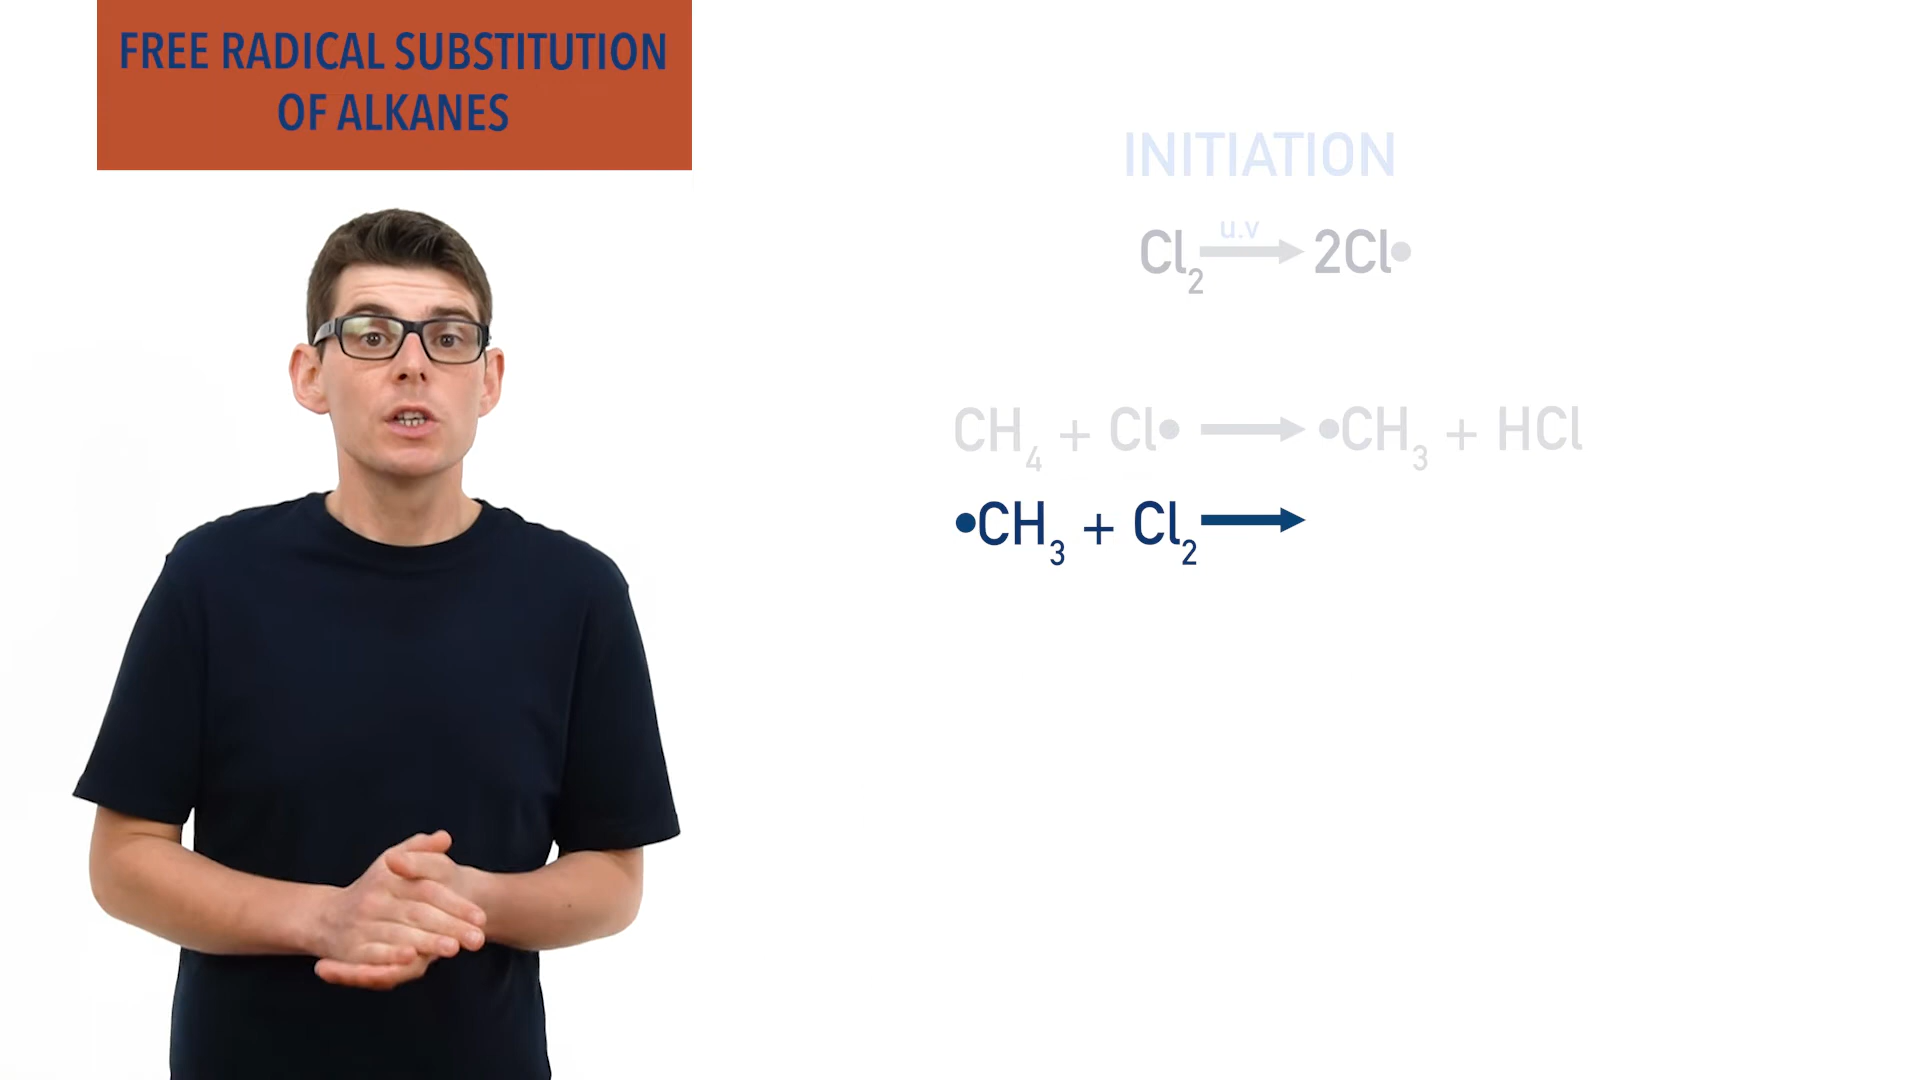 FREE RADICAL SUBSTITUTION
OF ALKANES
INITIATION
u.v
Cl₂ → 2Cl•
CH₄ + Cl• → •CH₃ + HCl
•CH₃ + Cl₂ →